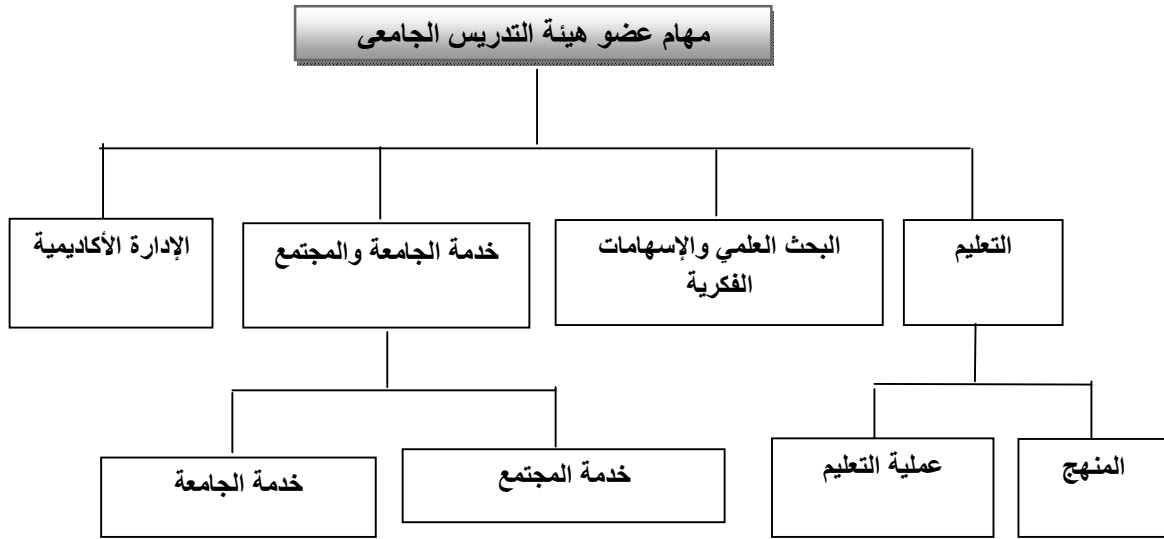 مهام عضو هيئة التدريس الجامعى
التعليم
البحث العلمي والإسهامات
الفكرية
خدمة الجامعة والمجتمع
الإدارة الأكاديمية
المنهج
عملية التعليم
خدمة المجتمع
خدمة الجامعة